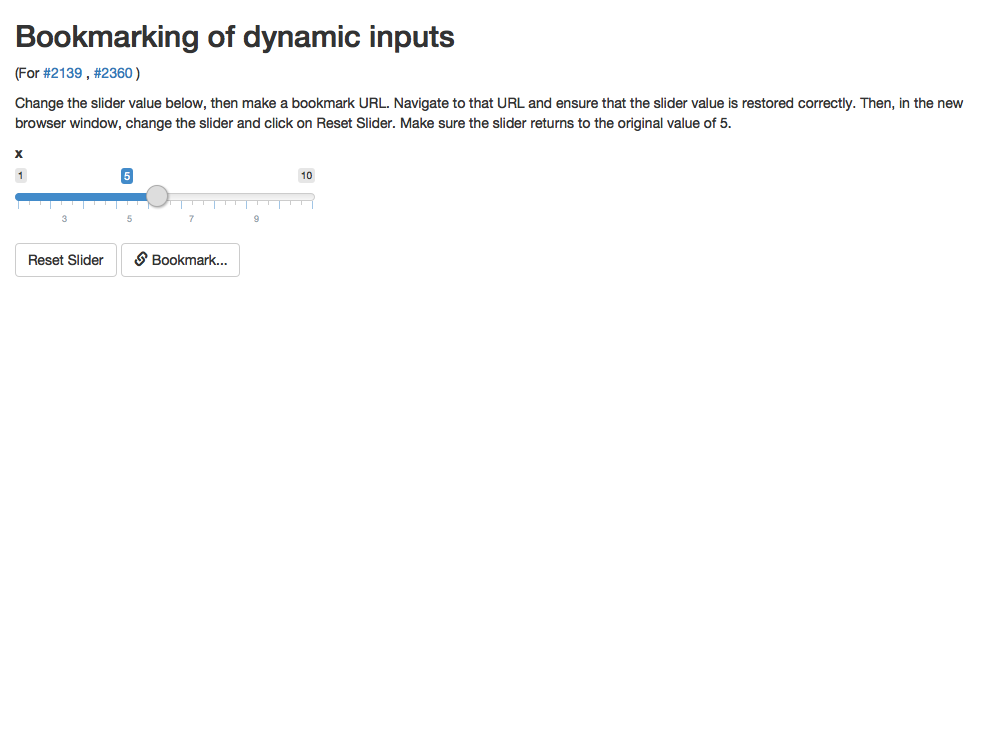 Bookmarking of dynamic inputs
(For #2139 , #2360 )
Change the slider value below, then make a bookmark URL. Navigate to that URL and ensure that the slider value is restored correctly. Then, in the new
browser window, change the slider and click on Reset Slider. Make sure the slider returns to the original value of 5.
x
1 5 10
3 5 7 9
Reset Slider Bookmark...